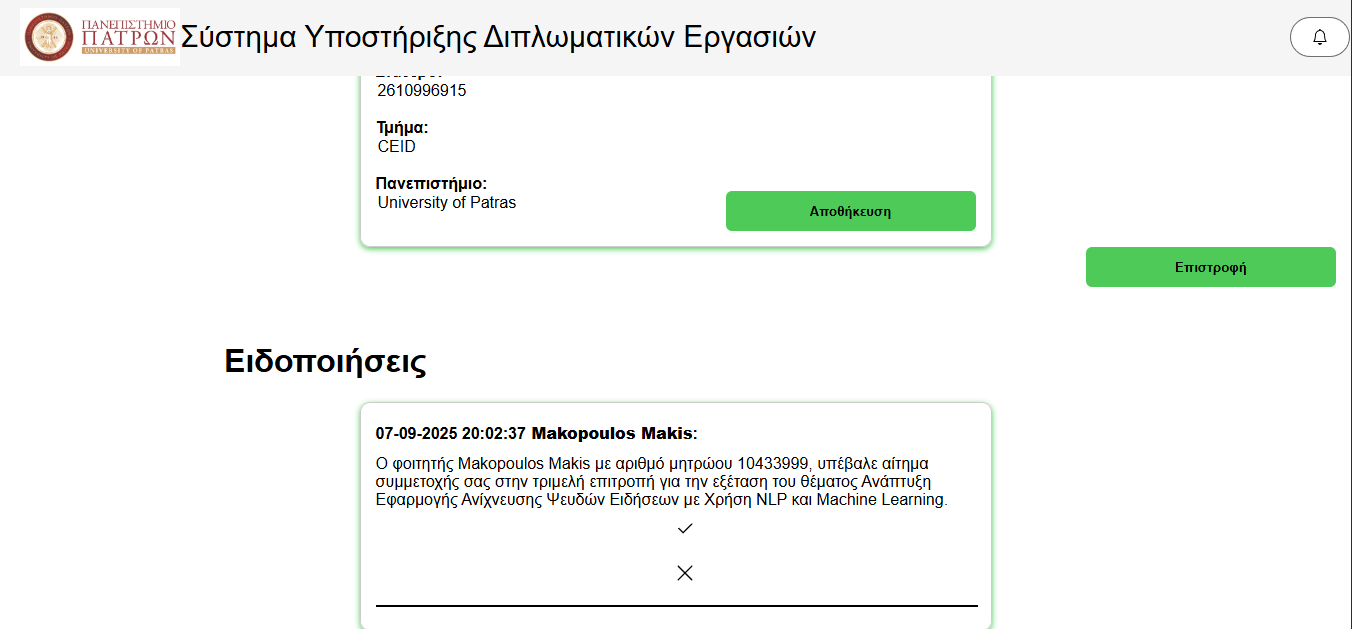 ΠΑΝΕΠΙΣΤΗΜΙΟ
ΠΑΤΡΩΝ
UNIVERSITY OF PATRAS
Σύστημα Υποστήριξης Διπλωματικών Εργασιών
2610996915
Τμήμα:
CEID
Πανεπιστήμιο:
University of Patras
Αποθήκευση
Επιστροφή
Ειδοποιήσεις
07-09-2025 20:02:37 Makopoulos Makis:
Ο φοιτητής Makopoulos Makis με αριθμό μητρώου 10433999, υπέβαλε αίτημα
συμμετοχής σας στην τριμελή επιτροπή για την εξέταση του θέματος Ανάπτυξη
Εφαρμογής Ανίχνευσης Ψευδών Ειδήσεων με Χρήση NLP και Machine Learning.